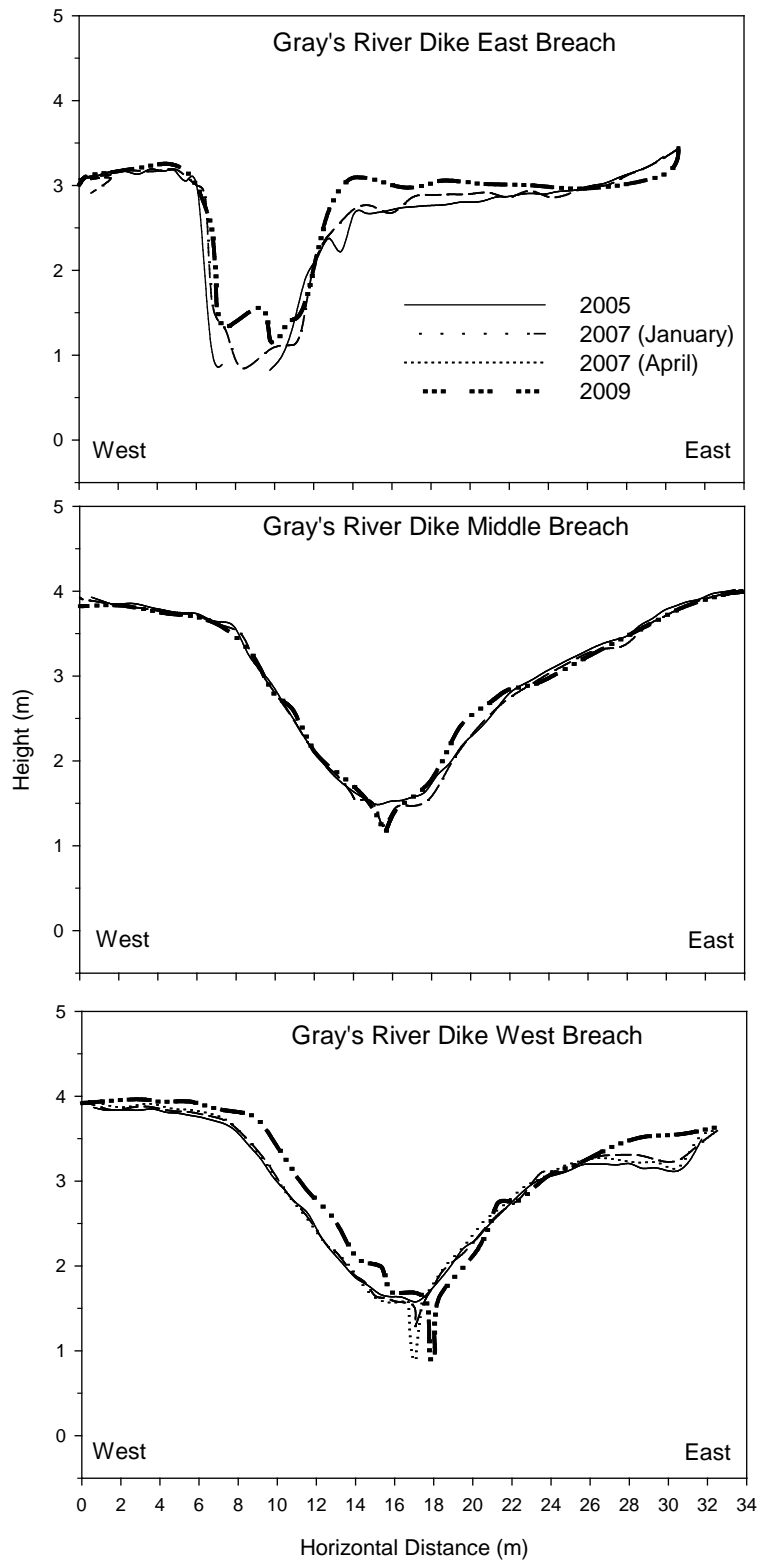 Gray's River Dike East Breach
5
4
3
2
1
0
2005
2007 (January)
2007 (April)
2009
West East
Gray's River Dike Middle Breach
5
4
3
2
1
0
Height (m)
West East
Gray's River Dike West Breach
5
4
3
2
1
0
West East
0 2 4 6 8 10 12 14 16 18 20 22 24 26 28 30 32 34
Horizontal Distance (m)